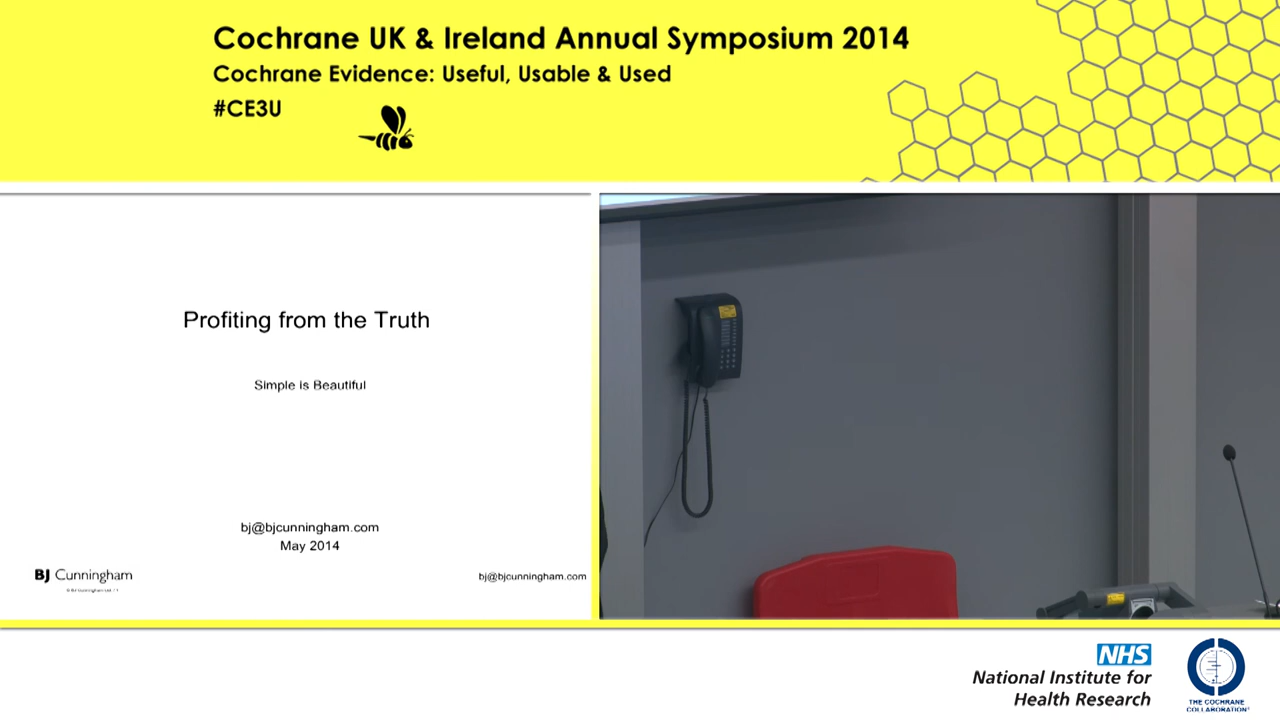 Cochrane UK & Ireland Annual Symposium 2014
Cochrane Evidence: Useful, Usable & Used
#CE3U
Profiting from the Truth
Simple is Beautiful
bj@bjcunningham.com
May 2014
BJ Cunningham
bj@bjcunningham.com
NHS
National Institute for
Health Research
THE COCHRANE
COLLABORATION®